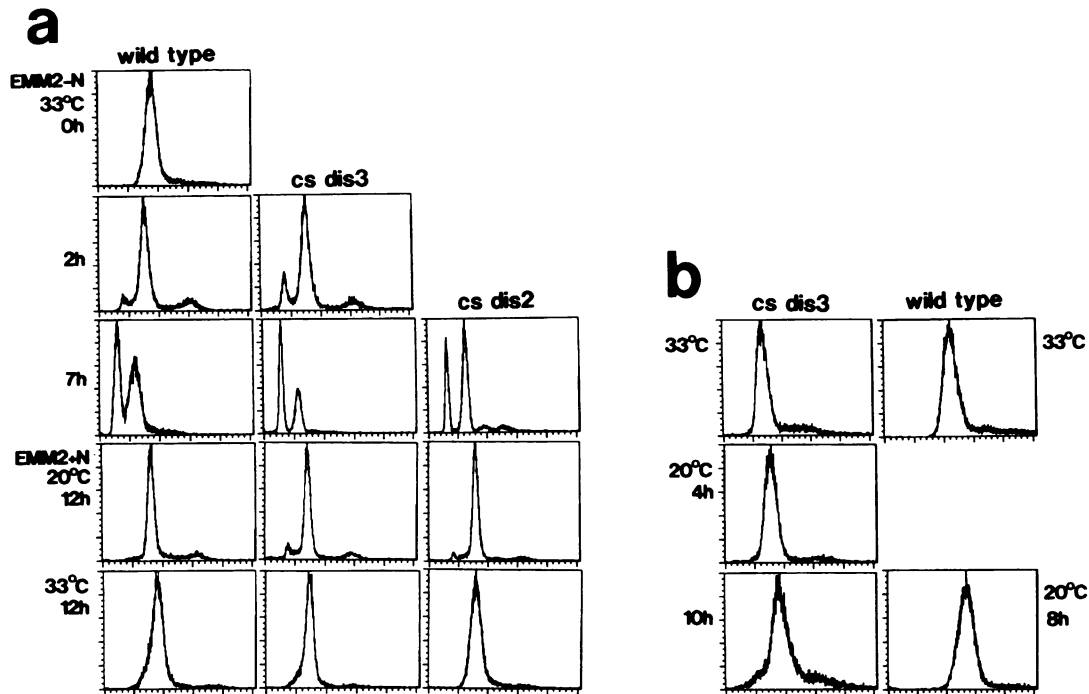 a
wild type
EMM2-N
33°C
0h
cs dis3
2h
cs dis2
7h
EMM2+N
20°C
12h
33°C
12h
b
cs dis3
wild type
33°C
33°C
20°C
4h
10h
20°C
8h